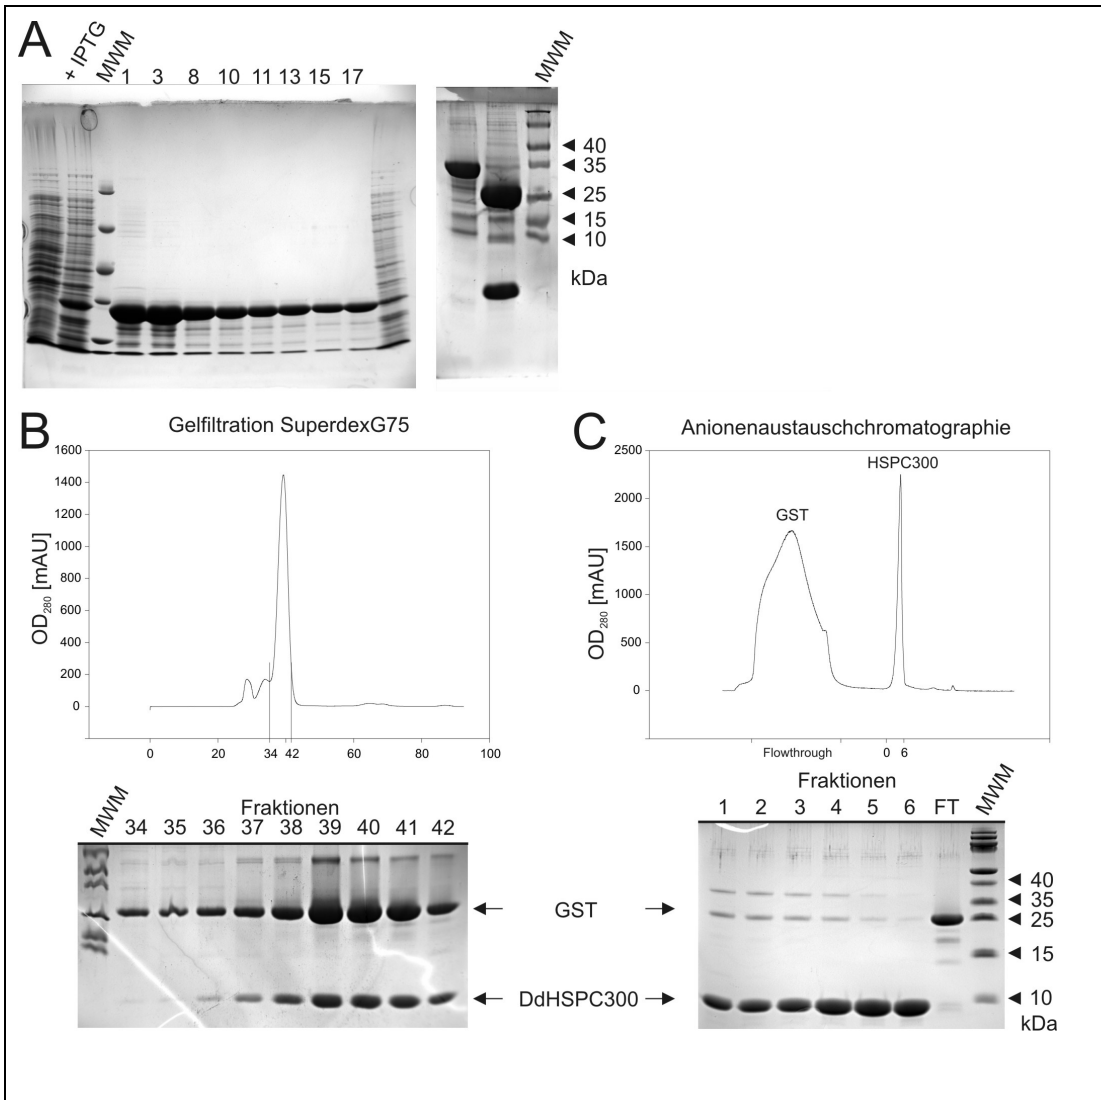 A
+ IPTG
MWM
1 3 8 10 11 13 15 17
MWM
40
35
25
15
10
kDa
B
Gelfiltration SuperdexG75
1600
1400
1200
1000
800
600
400
200
0
OD280 [mAU]
0 20 34 42 60 80 100
Fraktionen
MWM
34 35 36 37 38 39 40 41 42
C
Anionenaustauschchromatographie
2500
2000
1500
1000
500
0
OD280 [mAU]
GST
HSPC300
Flowthrough 0 6
Fraktionen
1 2 3 4 5 6 FT MWM
GST
DdHSPC300
40
35
25
15
10
kDa